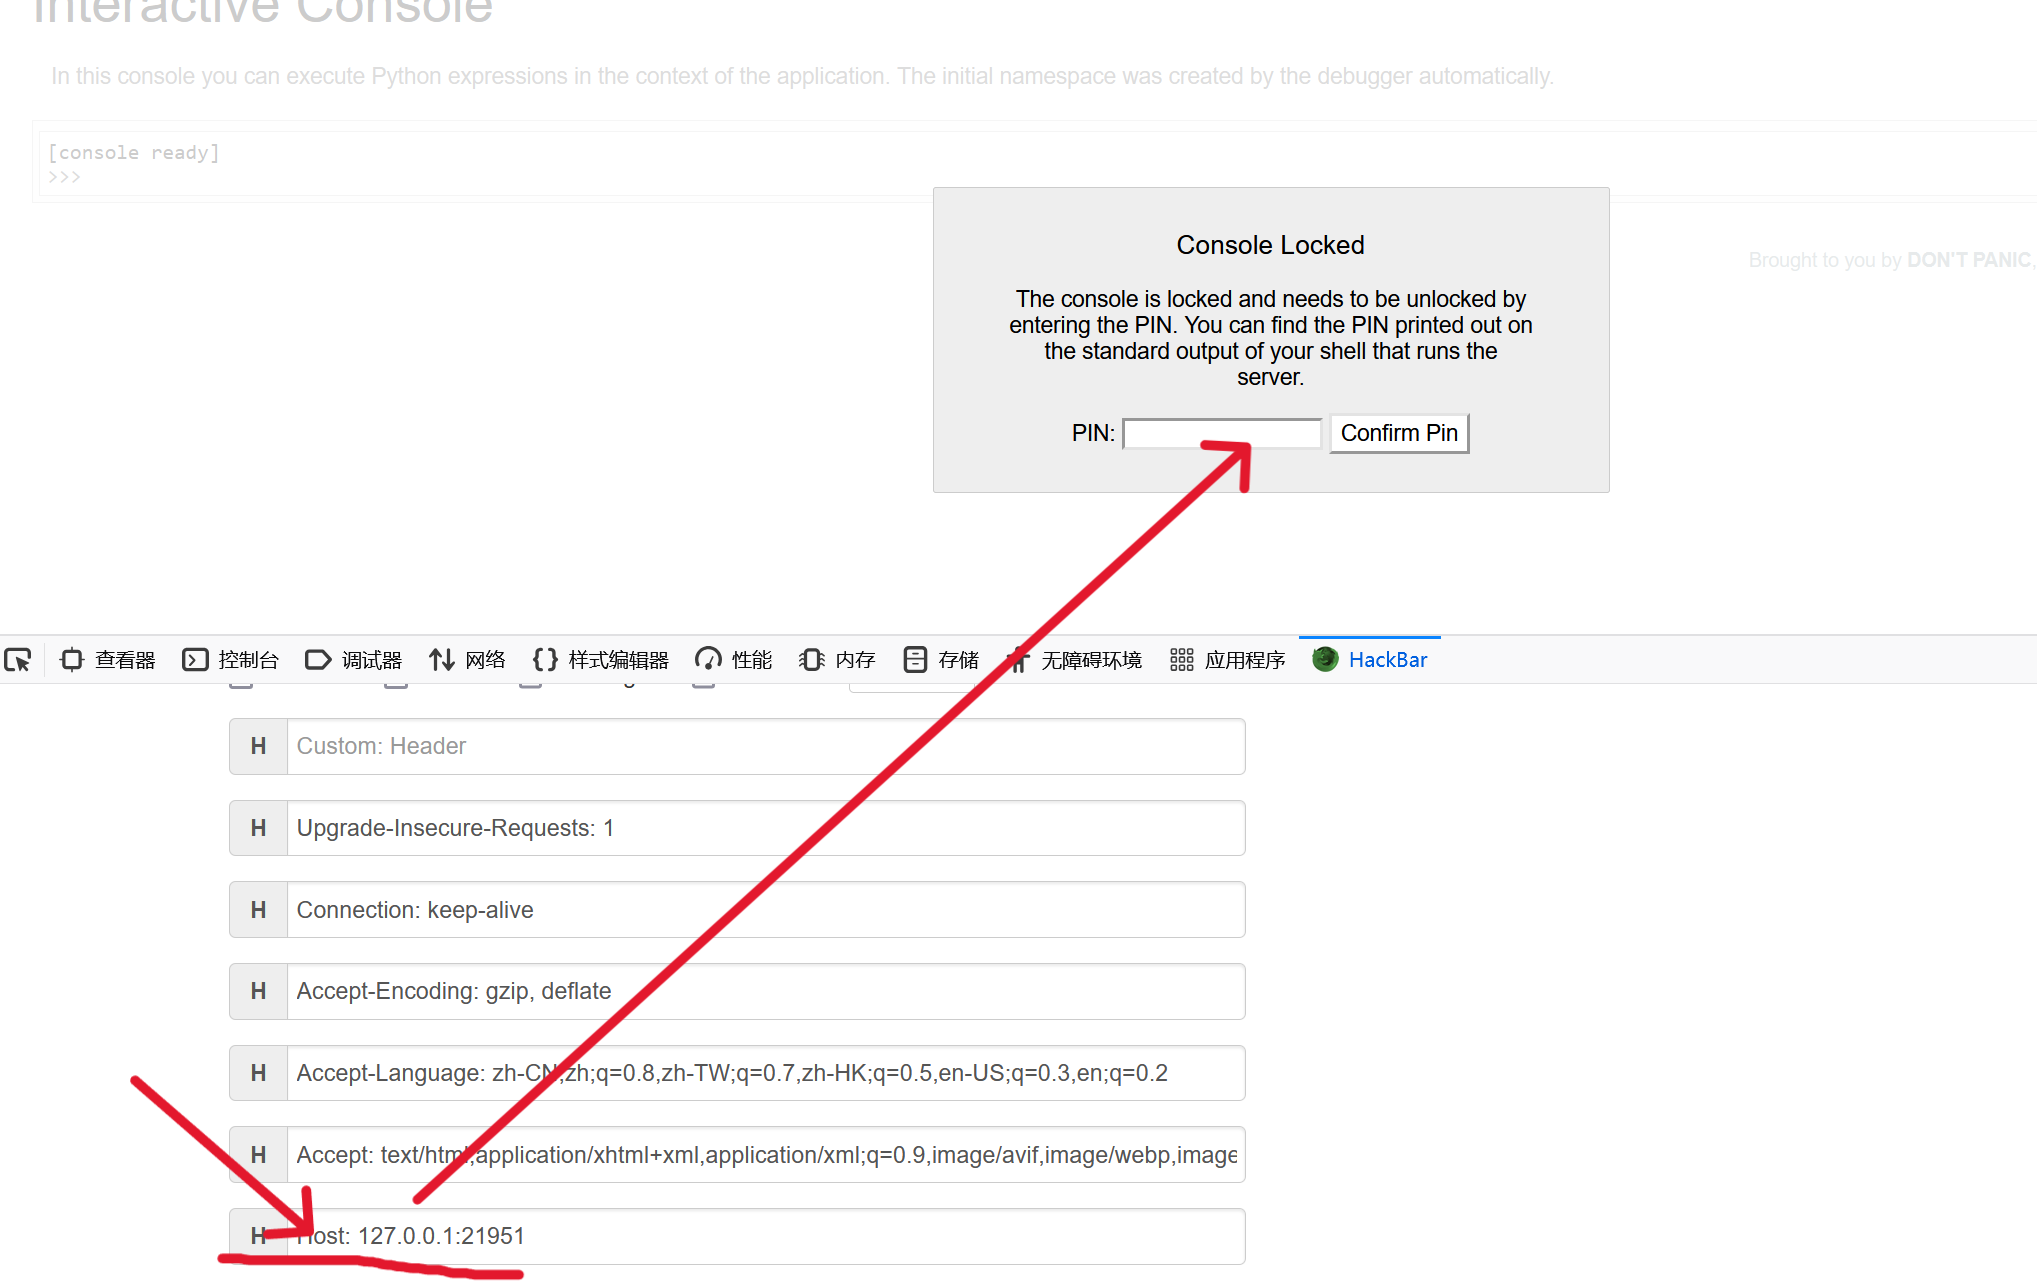 Interactive Console
In this console you can execute Python expressions in the context of the application. The initial namespace was created by the debugger automatically.
[console ready]
>>>
Console Locked
The console is locked and needs to be unlocked by
entering the PIN. You can find the PIN printed out on
the standard output of your shell that runs the
server.
PIN:
Confirm Pin
Brought to you by DON'T PANIC,
查看器 控制台 调试器 网络 样式编辑器 性能 内存 存储 无障碍环境 应用程序 HackBar
H Custom: Header
H Upgrade-Insecure-Requests: 1
H Connection: keep-alive
H Accept-Encoding: gzip, deflate
H Accept-Language: zh-CN,zh;q=0.8,zh-TW;q=0.7,zh-HK;q=0.5,en-US;q=0.3,en;q=0.2
H Accept: text/html,application/xhtml+xml,application/xml;q=0.9,image/avif,image/webp,image
H Host: 127.0.0.1:21951